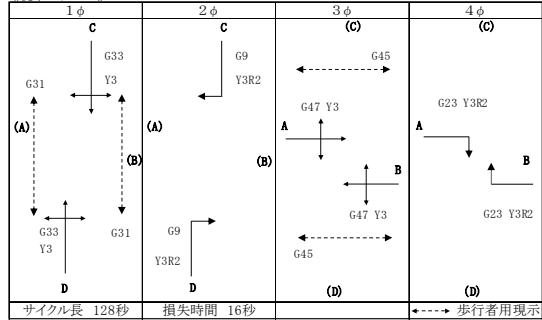 1φ
2φ
3φ
4φ
C
G33
Y3
G31
(A)
(B)
G33
Y3
G31
D
C
G9
Y3R2
(A)
(B)
G9
Y3R2
D
(C)
G45
G47 Y3
A
B
G47 Y3
G45
(D)
(C)
G23 Y3R2
A
B
G23 Y3R2
(D)
サイクル長 128秒
損失時間 16秒
歩行者用現示